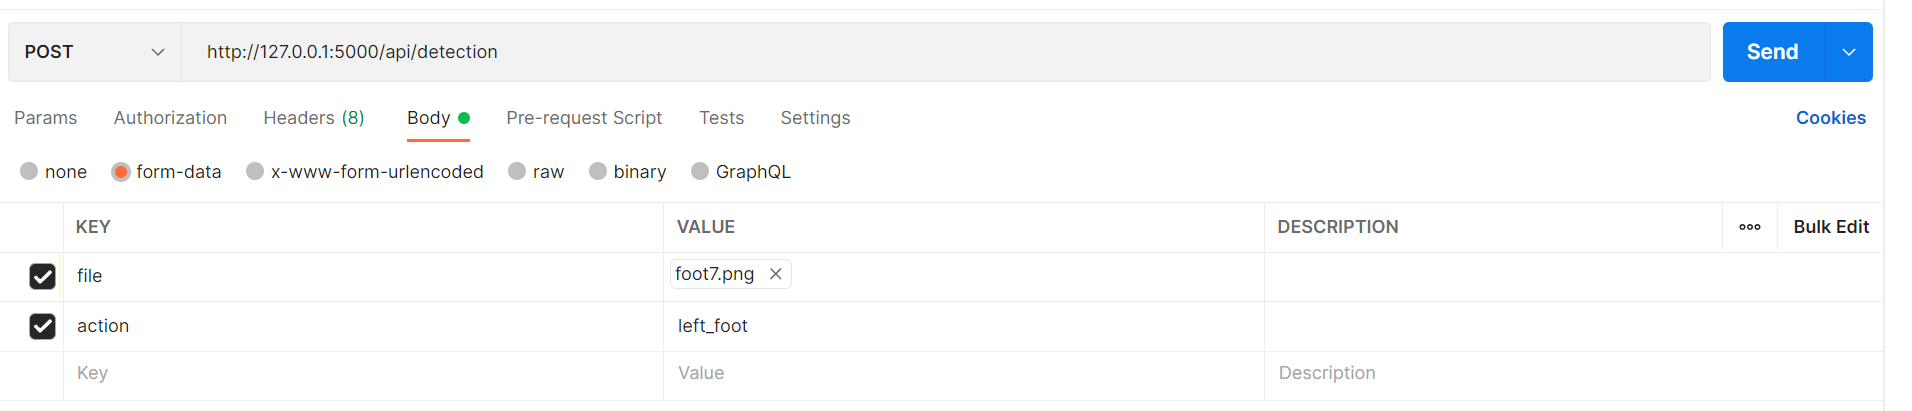 POST http://127.0.0.1:5000/api/detection Send
Params Authorization Headers (8) Body Pre-request Script Tests Settings Cookies
none form-data x-www-form-urlencoded raw binary GraphQL
KEY VALUE DESCRIPTION Bulk Edit
file foot7.png
action left_foot
Key Value Description